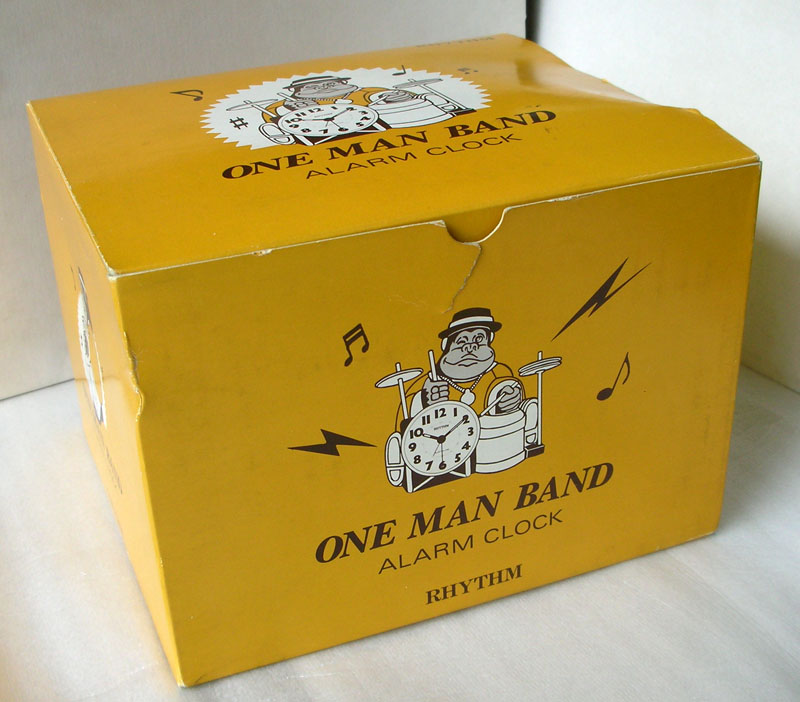 ONE MAN BAND
ALARM CLOCK
ONE MAN BAND
ALARM CLOCK
RHYTHM